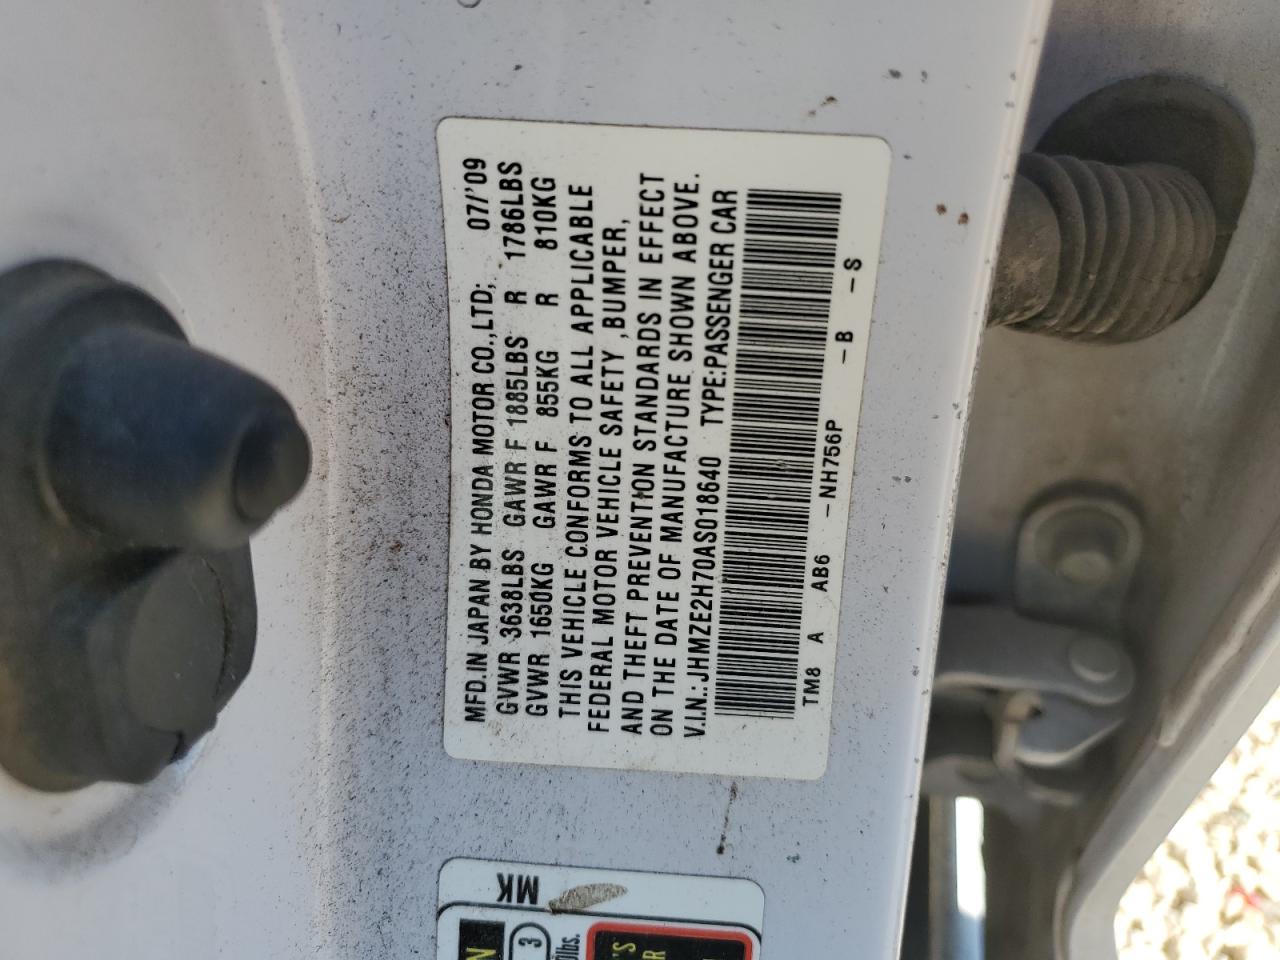 MFD.IN JAPAN BY HONDA MOTOR CO.,LTD; 07/'09
GVWR 3638LBS GAWR F 1885LBS R 1786LBS
GVWR 1650KG GAWR F 855KG R 810KG
THIS VEHICLE CONFORMS TO ALL APPLICABLE
FEDERAL MOTOR VEHICLE SAFETY ,BUMPER,
AND THEFT PREVENTION STANDARDS IN EFFECT
ON THE DATE OF MANUFACTURE SHOWN ABOVE.
V.I.N.:JHMZE2H70AS018640 TYPE:PASSENGER CAR
TM8 A AB6 -NH756P -B -S
MK
3
lbs.